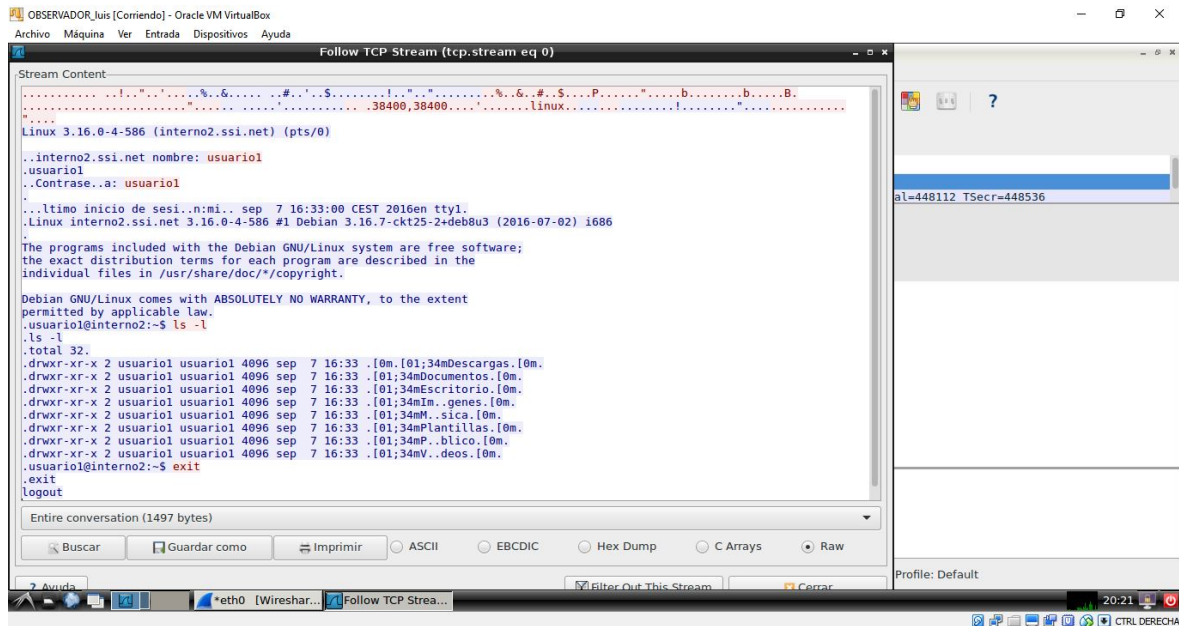 OBSERVADOR_luis [Corriendo] - Oracle VM VirtualBox
Archivo Máquina Ver Entrada Dispositivos Ayuda
Follow TCP Stream (tcp.stream eq 0)
Stream Content
.......... ..!.."..'.....%..&..... ..#..'..$........!..".."........%..&..#..$....P......".....b........b.....B.
........................".......... .....'........... .38400,38400....'.......linux.................!........".................
"....
Linux 3.16.0-4-586 (interno2.ssi.net) (pts/0)
..interno2.ssi.net nombre: usuario1
.usuario1
..Contrase..a: usuario1
.
...ltimo inicio de sesi..n:mi.. sep  7 16:33:00 CEST 2016en tty1.
.Linux interno2.ssi.net 3.16.0-4-586 #1 Debian 3.16.7-ckt25-2+deb8u3 (2016-07-02) i686
.
The programs included with the Debian GNU/Linux system are free software;
the exact distribution terms for each program are described in the
individual files in /usr/share/doc/*/copyright.
Debian GNU/Linux comes with ABSOLUTELY NO WARRANTY, to the extent
permitted by applicable law.
.usuario1@interno2:~$ ls -l
.ls -l
.total 32.
.drwxr-xr-x 2 usuario1 usuario1 4096 sep  7 16:33 .[0m.[01;34mDescargas.[0m.
.drwxr-xr-x 2 usuario1 usuario1 4096 sep  7 16:33 .[01;34mDocumentos.[0m.
.drwxr-xr-x 2 usuario1 usuario1 4096 sep  7 16:33 .[01;34mEscritorio.[0m.
.drwxr-xr-x 2 usuario1 usuario1 4096 sep  7 16:33 .[01;34mIm..genes.[0m.
.drwxr-xr-x 2 usuario1 usuario1 4096 sep  7 16:33 .[01;34mM..sica.[0m.
.drwxr-xr-x 2 usuario1 usuario1 4096 sep  7 16:33 .[01;34mPlantillas.[0m.
.drwxr-xr-x 2 usuario1 usuario1 4096 sep  7 16:33 .[01;34mP..blico.[0m.
.drwxr-xr-x 2 usuario1 usuario1 4096 sep  7 16:33 .[01;34mV..deos.[0m.
.usuario1@interno2:~$ exit
.exit
logout
al=448112 TSecr=448536
Entire conversation (1497 bytes)
Buscar Guardar como Imprimir ASCII EBCDIC Hex Dump C Arrays Raw
? Ayuda Filter Out This Stream Cerrar
Profile: Default
*eth0 [Wireshar... Follow TCP Strea... 20:21
CTRL DERECHA